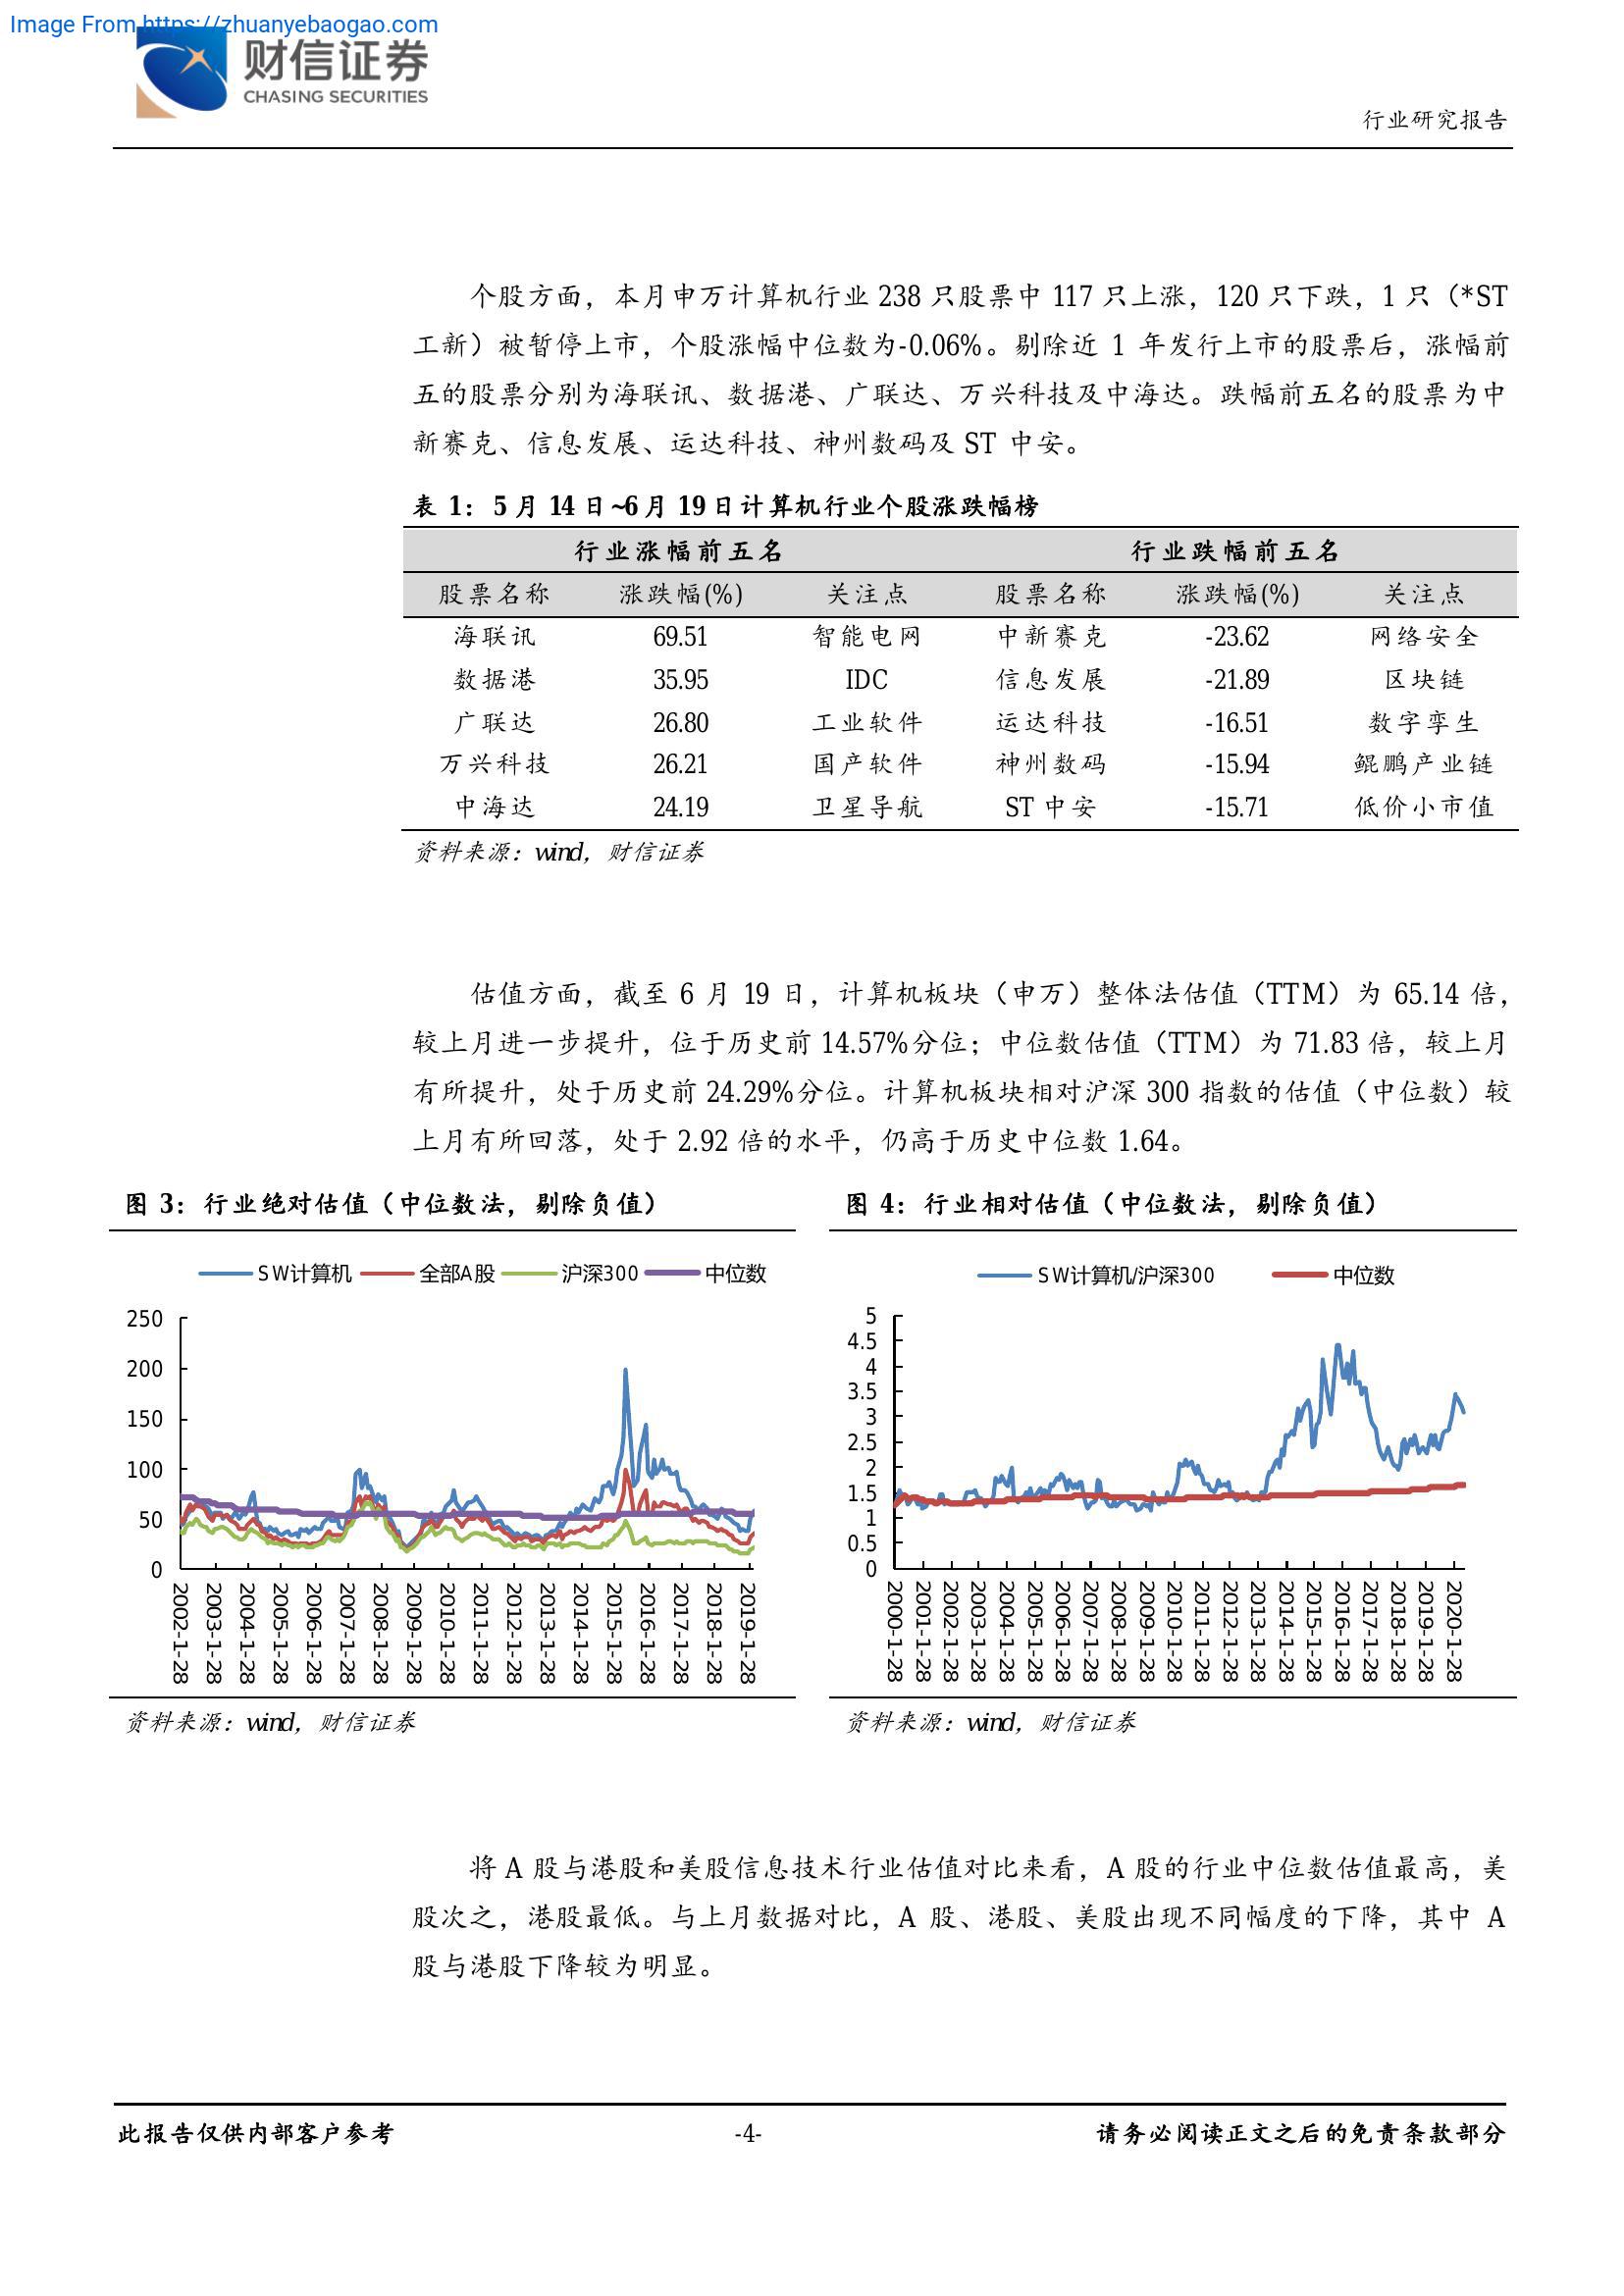 Image From https://zhuanyebaogao.com
财信证券
CHASING SECURITIES
行业研究报告
个股方面，本月申万计算机行业 238 只股票中 117 只上涨，120 只下跌，1 只（*ST
工新）被暂停上市，个股涨幅中位数为-0.06%。剔除近 1 年发行上市的股票后，涨幅前
五的股票分别为海联讯、数据港、广联达、万兴科技及中海达。跌幅前五名的股票为中
新赛克、信息发展、运达科技、神州数码及 ST 中安。
表 1：5 月 14 日~6 月 19 日计算机行业个股涨跌幅榜
行业涨幅前五名 行业跌幅前五名
股票名称 涨跌幅(%) 关注点 股票名称 涨跌幅(%) 关注点
海联讯 69.51 智能电网 中新赛克 -23.62 网络安全
数据港 35.95 IDC 信息发展 -21.89 区块链
广联达 26.80 工业软件 运达科技 -16.51 数字孪生
万兴科技 26.21 国产软件 神州数码 -15.94 鲲鹏产业链
中海达 24.19 卫星导航 ST 中安 -15.71 低价小市值
资料来源：wind，财信证券
估值方面，截至 6 月 19 日，计算机板块（申万）整体法估值（TTM）为 65.14 倍，
较上月进一步提升，位于历史前 14.57%分位；中位数估值（TTM）为 71.83 倍，较上月
有所提升，处于历史前 24.29%分位。计算机板块相对沪深 300 指数的估值（中位数）较
上月有所回落，处于 2.92 倍的水平，仍高于历史中位数 1.64。
图 3：行业绝对估值（中位数法，剔除负值）
SW计算机 全部A股 沪深300 中位数
250
200
150
100
50
0
2002-1-28 2003-1-28 2004-1-28 2005-1-28 2006-1-28 2007-1-28 2008-1-28 2009-1-28 2010-1-28 2011-1-28 2012-1-28 2013-1-28 2014-1-28 2015-1-28 2016-1-28 2017-1-28 2018-1-28 2019-1-28
资料来源：wind，财信证券
图 4：行业相对估值（中位数法，剔除负值）
SW计算机/沪深300 中位数
5
4.5
4
3.5
3
2.5
2
1.5
1
0.5
0
2000-1-28 2001-1-28 2002-1-28 2003-1-28 2004-1-28 2005-1-28 2006-1-28 2007-1-28 2008-1-28 2009-1-28 2010-1-28 2011-1-28 2012-1-28 2013-1-28 2014-1-28 2015-1-28 2016-1-28 2017-1-28 2018-1-28 2019-1-28 2020-1-28
资料来源：wind，财信证券
将 A 股与港股和美股信息技术行业估值对比来看，A 股的行业中位数估值最高，美
股次之，港股最低。与上月数据对比，A 股、港股、美股出现不同幅度的下降，其中 A
股与港股下降较为明显。
此报告仅供内部客户参考 -4- 请务必阅读正文之后的免责条款部分